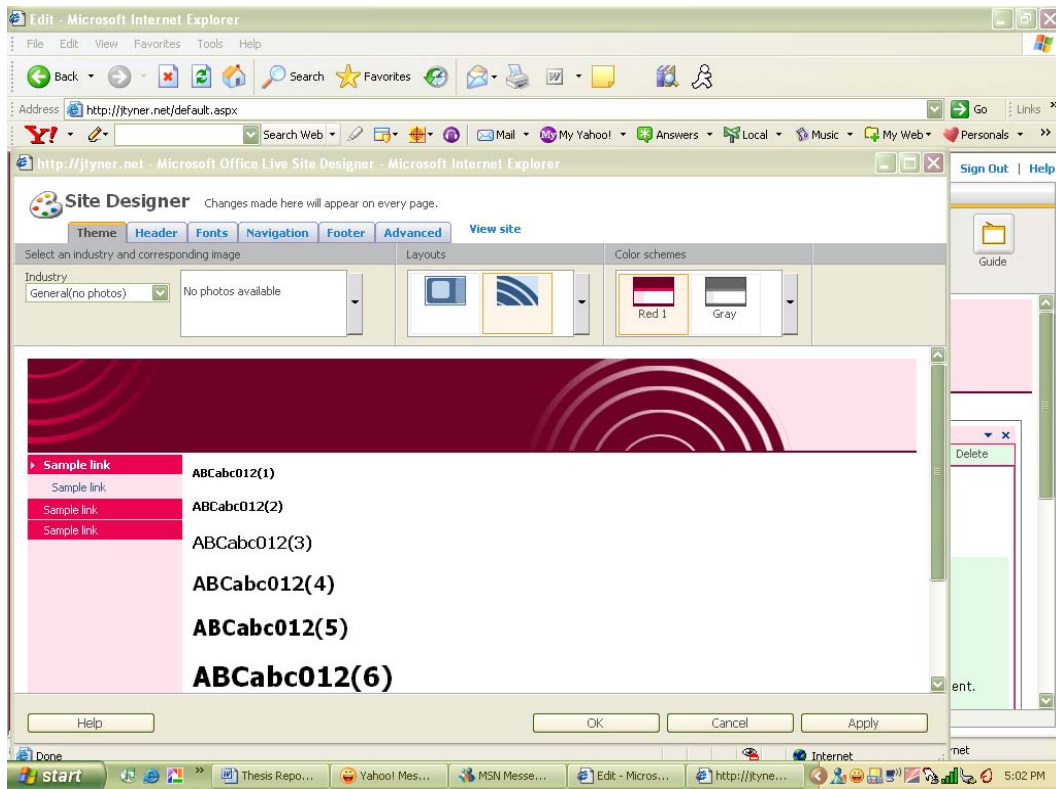 Edit - Microsoft Internet Explorer
File Edit View Favorites Tools Help
Back Search Favorites
Address http://jtyner.net/default.aspx Go Links »
Y! Search Web Mail My Yahoo! Answers Local Music My Web Personals »
http://jtyner.net - Microsoft Office Live Site Designer - Microsoft Internet Explorer
Sign Out | Help
Site Designer Changes made here will appear on every page.
Theme Header Fonts Navigation Footer Advanced View site
Select an industry and corresponding image Layouts Color schemes
Guide
Industry
General(no photos) No photos available
Red 1 Gray
Delete
Sample link
Sample link
Sample link
Sample link
ABCabc012(1)
ABCabc012(2)
ABCabc012(3)
ABCabc012(4)
ABCabc012(5)
ABCabc012(6)
ent.
Help OK Cancel Apply
Done Internet rnet
start » Thesis Repo... Yahoo! Mes... MSN Messe... Edit - Micros... http://jtyne... 5:02 PM